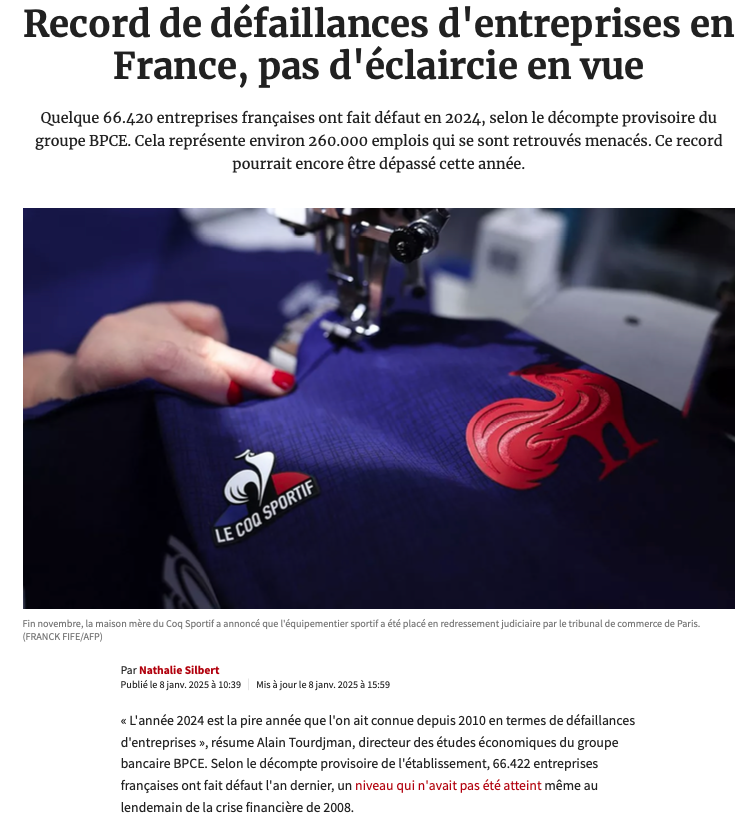 Record de défaillances d'entreprises en
France, pas d'éclaircie en vue
Quelque 66.420 entreprises françaises ont fait défaut en 2024, selon le décompte provisoire du
groupe BPCE. Cela représente environ 260.000 emplois qui se sont retrouvés menacés. Ce record
pourrait encore être dépassé cette année.
LE COQ SPORTIF
Fin novembre, la maison mère du Coq Sportif a annoncé que l'équipementier sportif a été placé en redressement judiciaire par le tribunal de commerce de Paris.
(FRANCK FIFE/AFP)
Par Nathalie Silbert
Publié le 8 janv. 2025 à 10:39 | Mis à jour le 8 janv. 2025 à 15:59
« L'année 2024 est la pire année que l'on ait connue depuis 2010 en termes de défaillances
d'entreprises », résume Alain Tourdjman, directeur des études économiques du groupe
bancaire BPCE. Selon le décompte provisoire de l'établissement, 66.422 entreprises
françaises ont fait défaut l'an dernier, un niveau qui n'avait pas été atteint même au
lendemain de la crise financière de 2008.